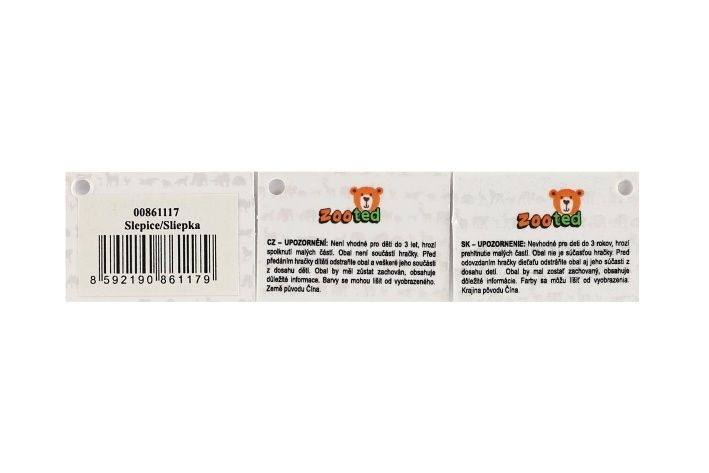 00861117
Slepice/Sliepka
8 592190 861179
zooted
CZ – UPOZORNĚNÍ: Není vhodné pro děti do 3 let, hrozí
spolknutí malých částí. Obal není součástí hračky. Před
předáním hračky dítěti odstraňte obal a veškeré jeho součásti
z dosahu dětí. Obal by měl zůstat zachován, obsahuje
důležité informace. Barvy se mohou lišit od vyobrazeného.
Země původu Čína.
zooted
SK – UPOZORNENIE: Nevhodné pre deti do 3 rokov, hrozí
prehltnutie malých častí. Obal nie je súčasťou hračky. Pred
odovzdaním hračky dieťaťu odstráňte obal aj jeho súčasti z
dosahu detí. Obal by mal zostať zachovaný, obsahuje
dôležité informácie. Farby sa môžu líšiť od vyobrazenia.
Krajina pôvodu Čína.